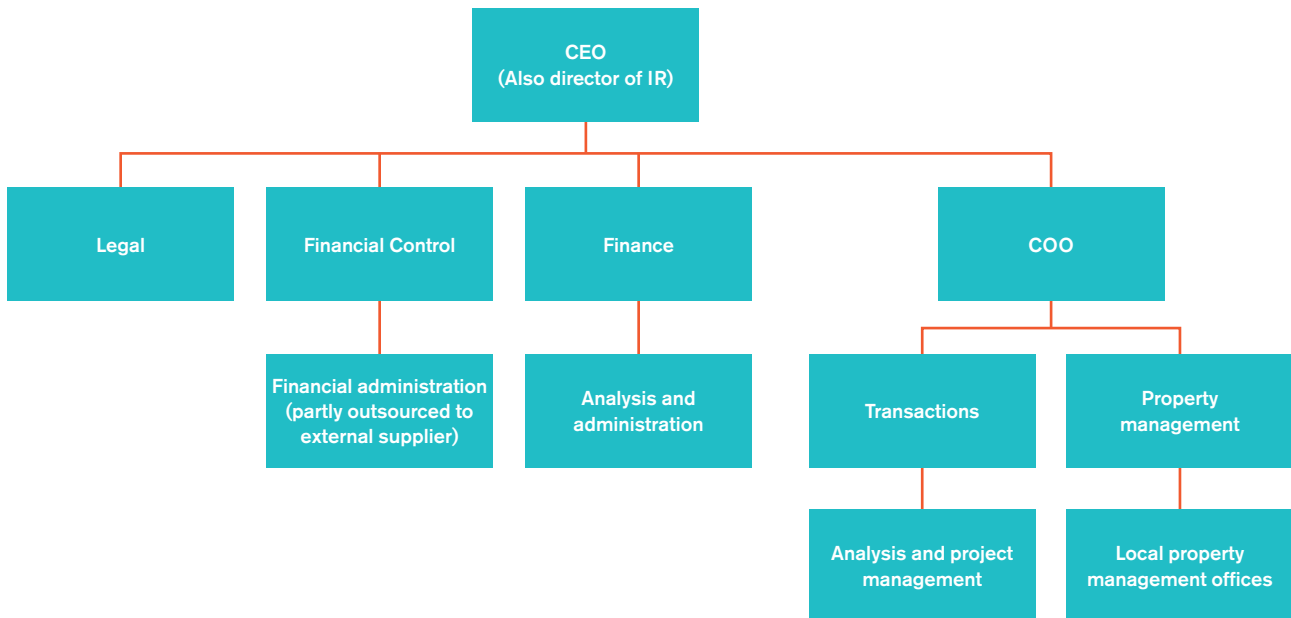 CEO
(Also director of IR)
Legal
Financial Control
Finance
COO
Financial administration
(partly outsourced to
external supplier)
Analysis and
administration
Transactions
Property
management
Analysis and project
management
Local property
management offices